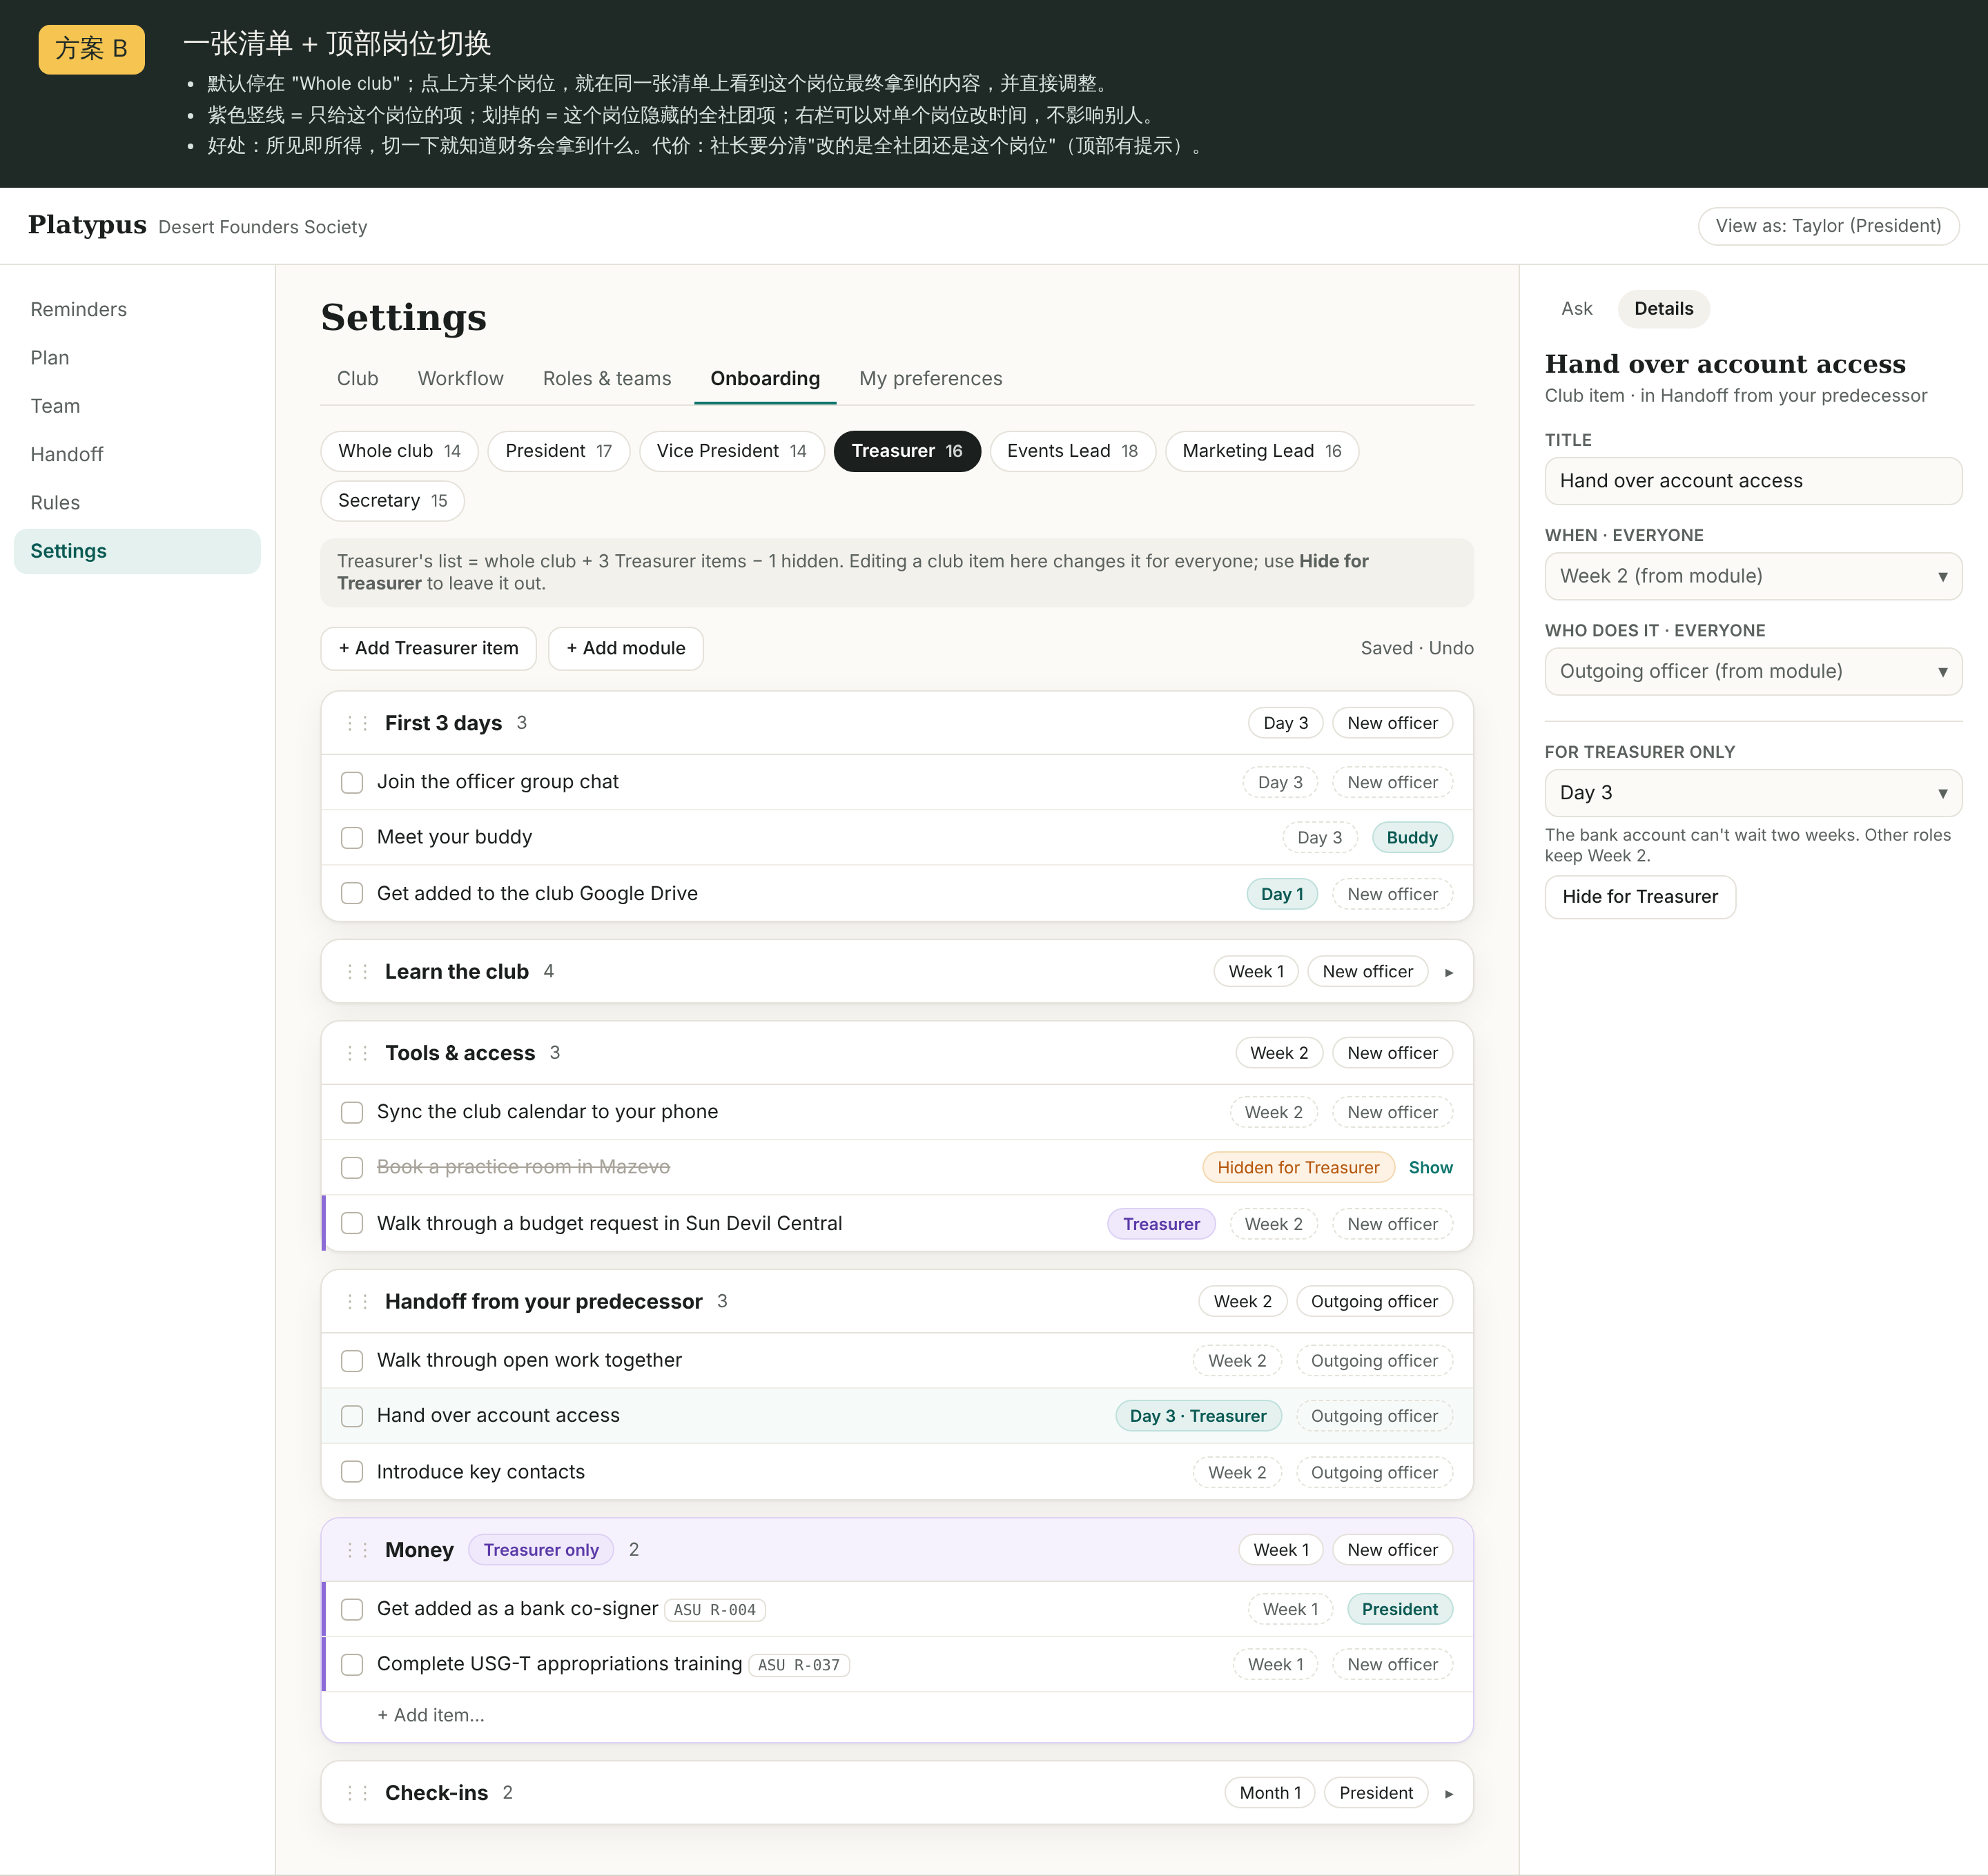 方案 B
一张清单 + 顶部岗位切换
• 默认停在 "Whole club"；点上方某个岗位，就在同一张清单上看到这个岗位最终拿到的内容，并直接调整。
• 紫色竖线 = 只给这个岗位的项；划掉的 = 这个岗位隐藏的全社团项；右栏可以对单个岗位改时间，不影响别人。
• 好处：所见即所得，切一下就知道财务会拿到什么。代价：社长要分清"改的是全社团还是这个岗位"（顶部有提示）。
Platypus Desert Founders Society
View as: Taylor (President)
Reminders
Plan
Team
Handoff
Rules
Settings
Settings
Club Workflow Roles & teams Onboarding My preferences
Whole club 14 President 17 Vice President 14 Treasurer 16 Events Lead 18 Marketing Lead 16
Secretary 15
Treasurer's list = whole club + 3 Treasurer items − 1 hidden. Editing a club item here changes it for everyone; use Hide for
Treasurer to leave it out.
+ Add Treasurer item + Add module Saved · Undo
First 3 days 3 Day 3 New officer
Join the officer group chat Day 3 New officer
Meet your buddy Day 3 Buddy
Get added to the club Google Drive Day 1 New officer
Learn the club 4 Week 1 New officer ▸
Tools & access 3 Week 2 New officer
Sync the club calendar to your phone Week 2 New officer
Book a practice room in Mazevo Hidden for Treasurer Show
Walk through a budget request in Sun Devil Central Treasurer Week 2 New officer
Handoff from your predecessor 3 Week 2 Outgoing officer
Walk through open work together Week 2 Outgoing officer
Hand over account access Day 3 · Treasurer Outgoing officer
Introduce key contacts Week 2 Outgoing officer
Money Treasurer only 2 Week 1 New officer
Get added as a bank co-signer ASU R-004 Week 1 President
Complete USG-T appropriations training ASU R-037 Week 1 New officer
+ Add item...
Check-ins 2 Month 1 President ▸
Ask Details
Hand over account access
Club item · in Handoff from your predecessor
TITLE
Hand over account access
WHEN · EVERYONE
Week 2 (from module) ▾
WHO DOES IT · EVERYONE
Outgoing officer (from module) ▾
FOR TREASURER ONLY
Day 3 ▾
The bank account can't wait two weeks. Other roles
keep Week 2.
Hide for Treasurer